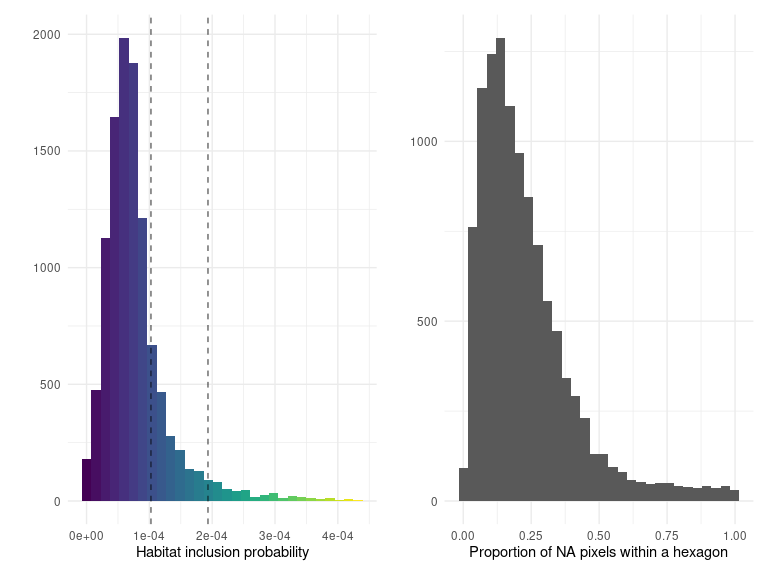 2000
1500
1000
500
0
0e+00 1e-04 2e-04 3e-04 4e-04
Habitat inclusion probability
1000
500
0
0.00 0.25 0.50 0.75 1.00
Proportion of NA pixels within a hexagon